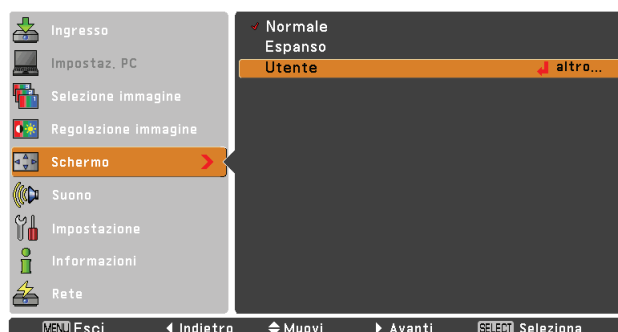 Ingresso
Impostaz. PC
Selezione immagine
Regolazione immagine
Schermo
Suono
Impostazione
Informazioni
Rete
Normale
Espanso
Utente altro...
MENU Esci Indietro Muovi Avanti SELECT Seleziona